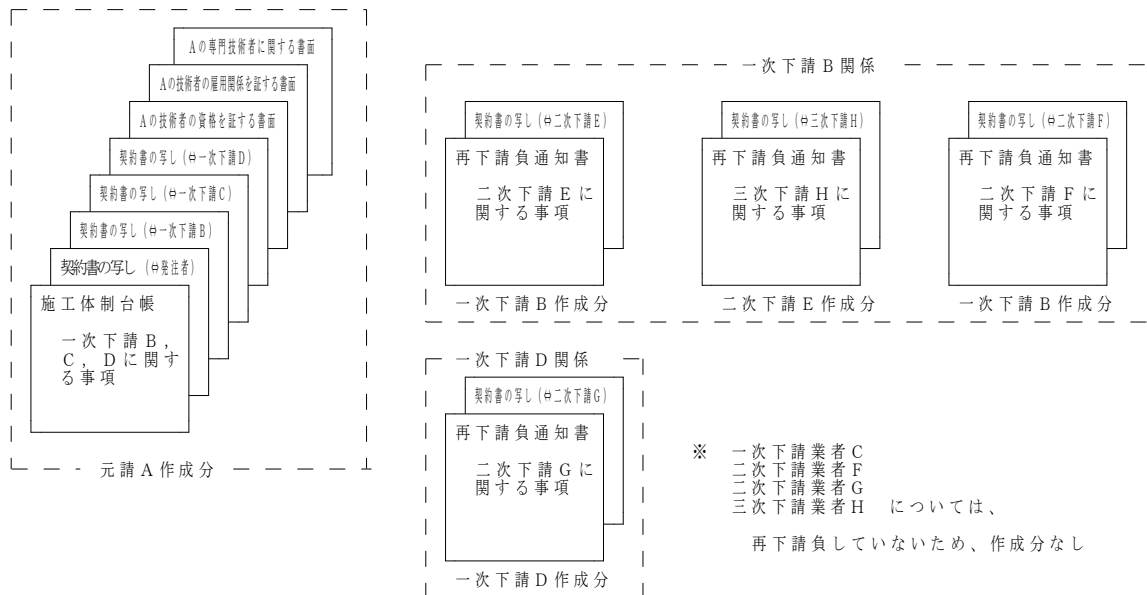 Aの専門技術者に関する書面
Aの技術者の雇用関係を証する書面
Aの技術者の資格を証する書面
契約書の写し(⇔一次下請D)
契約書の写し(⇔一次下請C)
契約書の写し(⇔一次下請B)
契約書の写し(⇔発注者)
施工体制台帳
一次下請B,
C,Dに関す
る事項
元請A作成分
一次下請B関係
契約書の写し(⇔二次下請E)
再下請負通知書
二次下請Eに
関する事項
一次下請B作成分
契約書の写し(⇔三次下請H)
再下請負通知書
三次下請Hに
関する事項
二次下請E作成分
契約書の写し(⇔二次下請F)
再下請負通知書
二次下請Fに
関する事項
一次下請B作成分
一次下請D関係
契約書の写し(⇔二次下請G)
再下請負通知書
二次下請Gに
関する事項
一次下請D作成分
※ 一次下請業者C
二次下請業者F
二次下請業者G
三次下請業者H については、
再下請負していないため、作成分なし